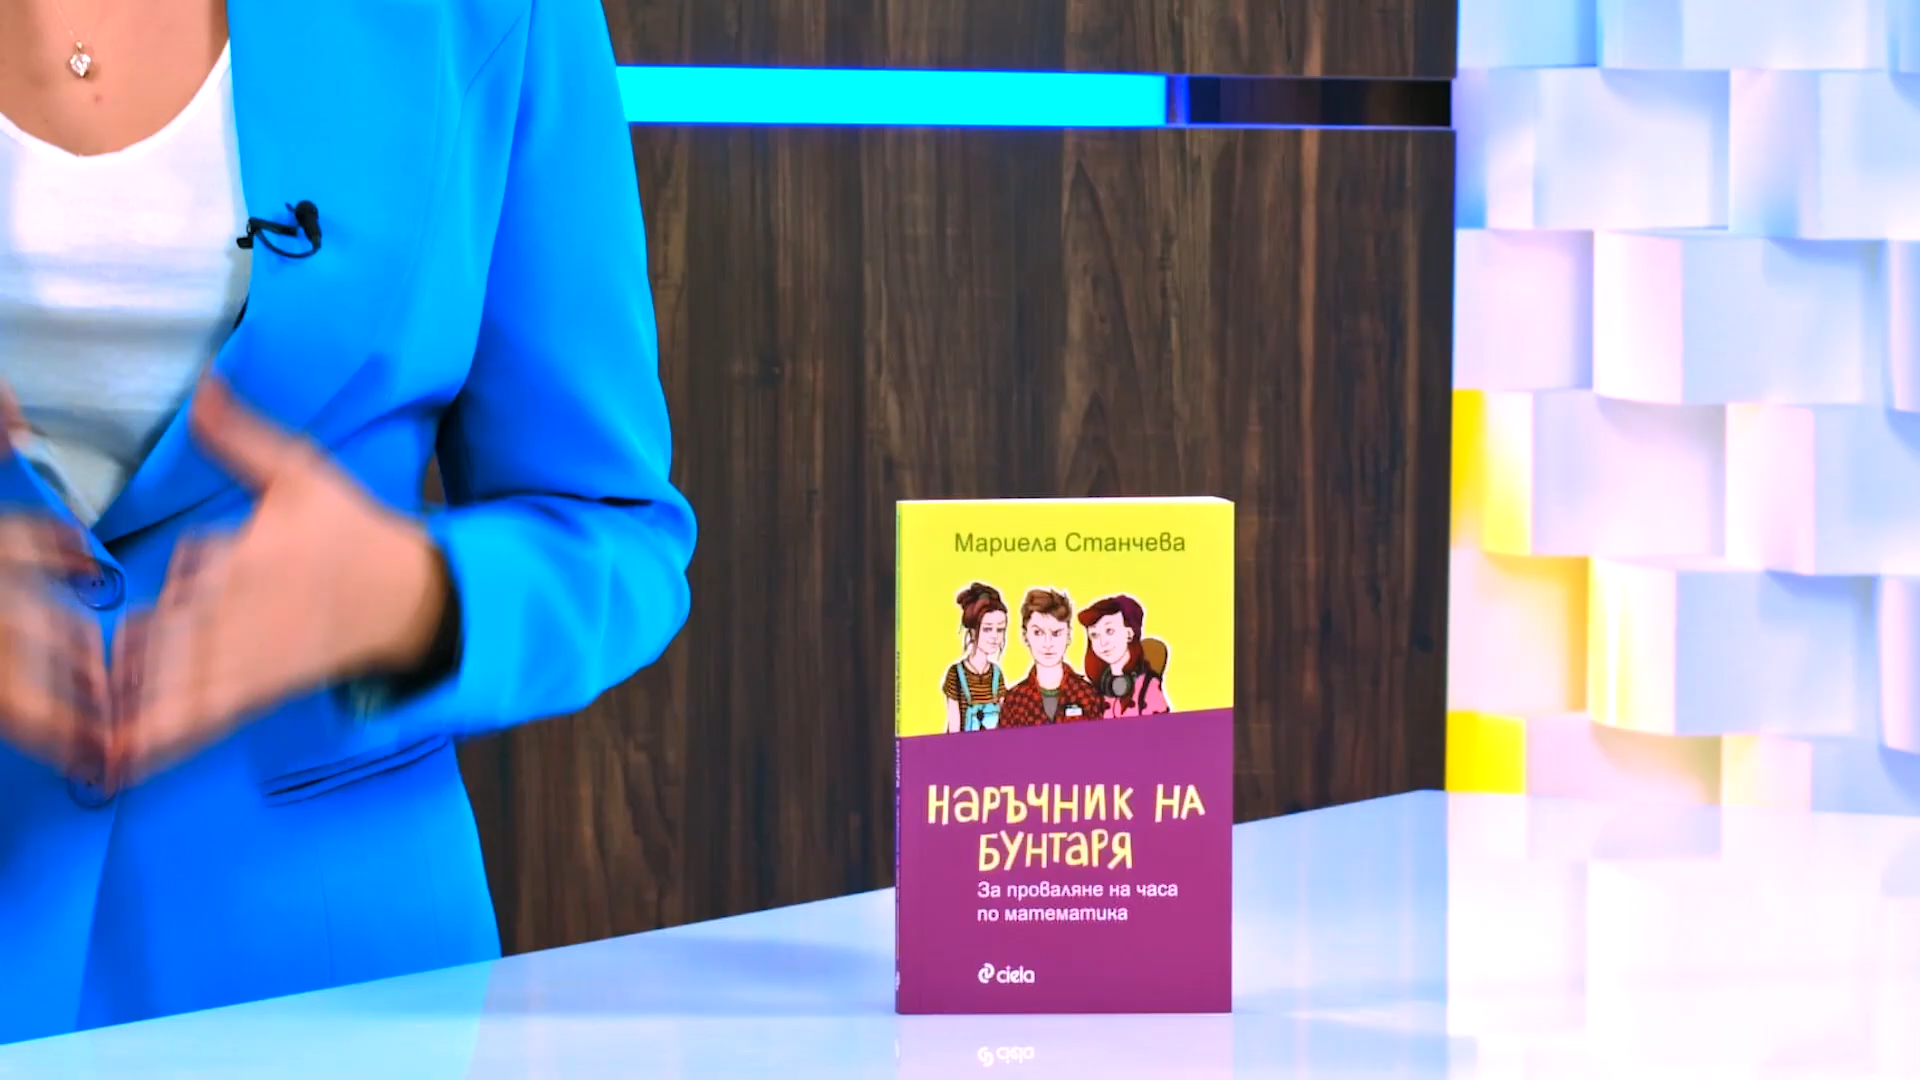 Мариела Станчева
Наръчник на
бунтаря
За проваляне на часа
по математика
ciela